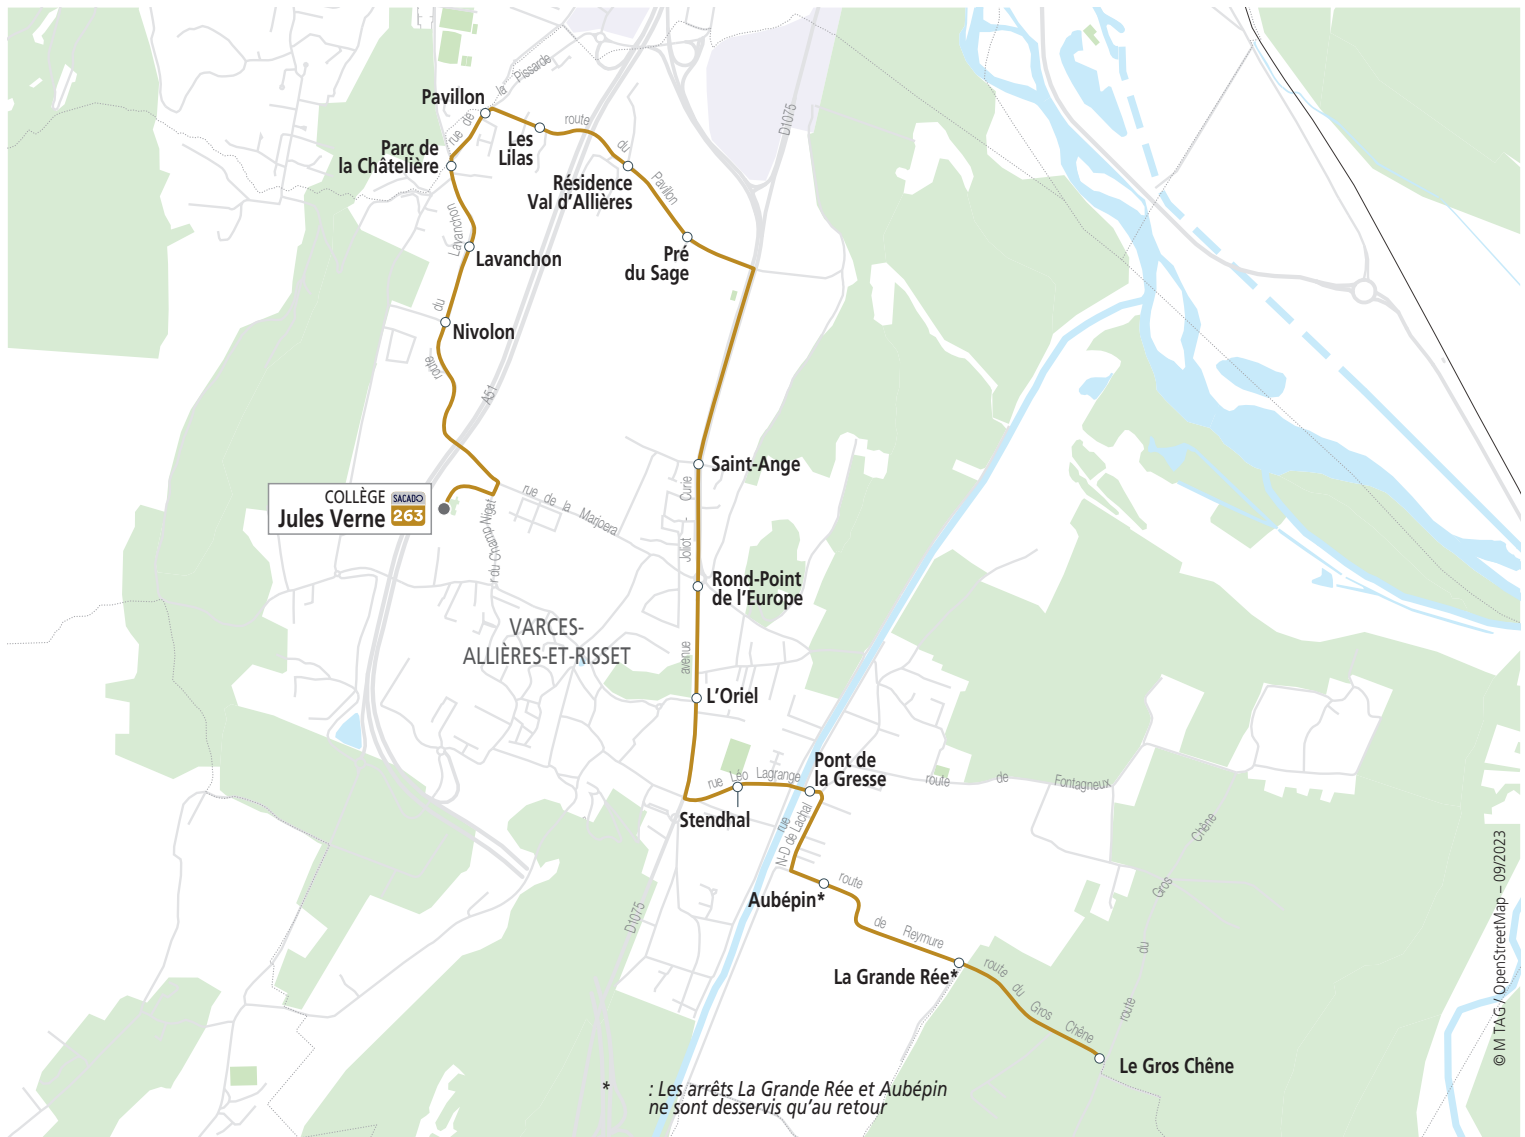 Pavillon
rue de la Pissarde
Les
Lilas
route du Pavillon
D1075
Parc de
la Châtelière
Résidence
Val d'Allières
Lavanchon
Pré
du Sage
route du Lavanchon
Nivolon
A51
Saint-Ange
COLLÈGE
Jules Verne
SACADO
263
rue de la Marjoera
r du Champ Nigat
avenue Joliot - Curie
Rond-Point
de l'Europe
VARCES-
ALLIÈRES-ET-RISSET
L'Oriel
Pont de
la Gresse
rue Léo Lagrange
route de Fontagneux
Stendhal
rue
N-D de Lachal
Aubépin*
route de Reymure
D1075
La Grande Rée*
route du Gros Chêne
route du Gros Chêne
Le Gros Chêne
* : Les arrêts La Grande Rée et Aubépin
ne sont desservis qu'au retour
© M TAG / OpenStreetMap – 09/2023